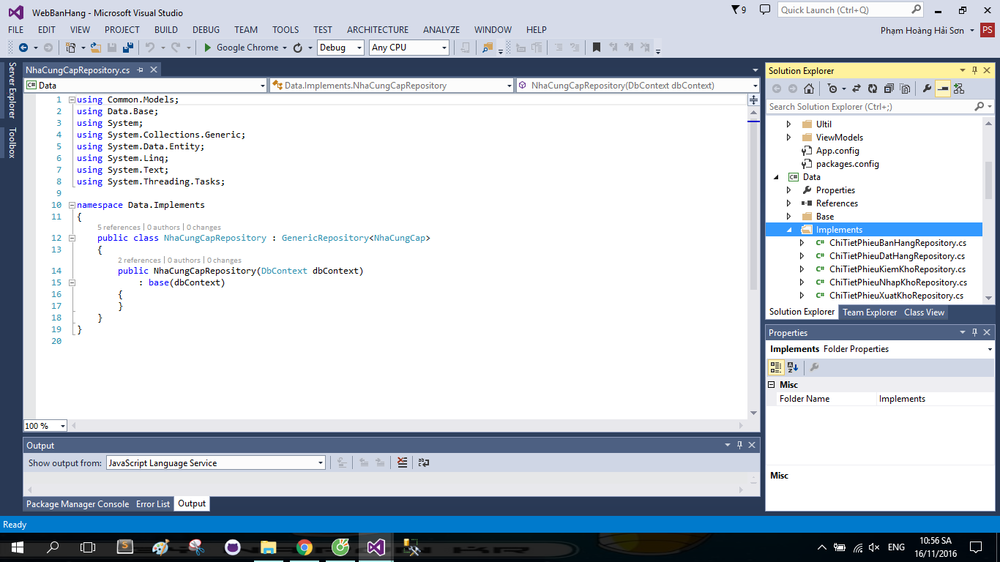 WebBanHang - Microsoft Visual Studio
9
Quick Launch (Ctrl+Q)
FILE EDIT VIEW PROJECT BUILD DEBUG TEAM TOOLS TEST ARCHITECTURE ANALYZE WINDOW HELP
Phạm Hoàng Hải Sơn
PS
Google Chrome
Debug
Any CPU
Server Explorer
Toolbox
NhaCungCapRepository.cs
Data
Data.Implements.NhaCungCapRepository
NhaCungCapRepository(DbContext dbContext)
1 using Common.Models;
2 using Data.Base;
3 using System;
4 using System.Collections.Generic;
5 using System.Data.Entity;
6 using System.Linq;
7 using System.Text;
8 using System.Threading.Tasks;
9
10 namespace Data.Implements
11 {
5 references | 0 authors | 0 changes
12 public class NhaCungCapRepository : GenericRepository<NhaCungCap>
13 {
2 references | 0 authors | 0 changes
14 public NhaCungCapRepository(DbContext dbContext)
15 : base(dbContext)
16 {
17 }
18 }
19 }
20
100 %
Output
Show output from:
JavaScript Language Service
Package Manager Console
Error List
Output
Solution Explorer
Search Solution Explorer (Ctrl+;)
Ultil
ViewModels
App.config
packages.config
Data
Properties
References
Base
Implements
ChiTietPhieuBanHangRepository.cs
ChiTietPhieuDatHangRepository.cs
ChiTietPhieuKiemKhoRepository.cs
ChiTietPhieuNhapKhoRepository.cs
ChiTietPhieuXuatKhoRepository.cs
Solution Explorer
Team Explorer
Class View
Properties
Implements Folder Properties
Misc
Folder Name
Implements
Misc
Ready
ENG
10:56 SA
16/11/2016